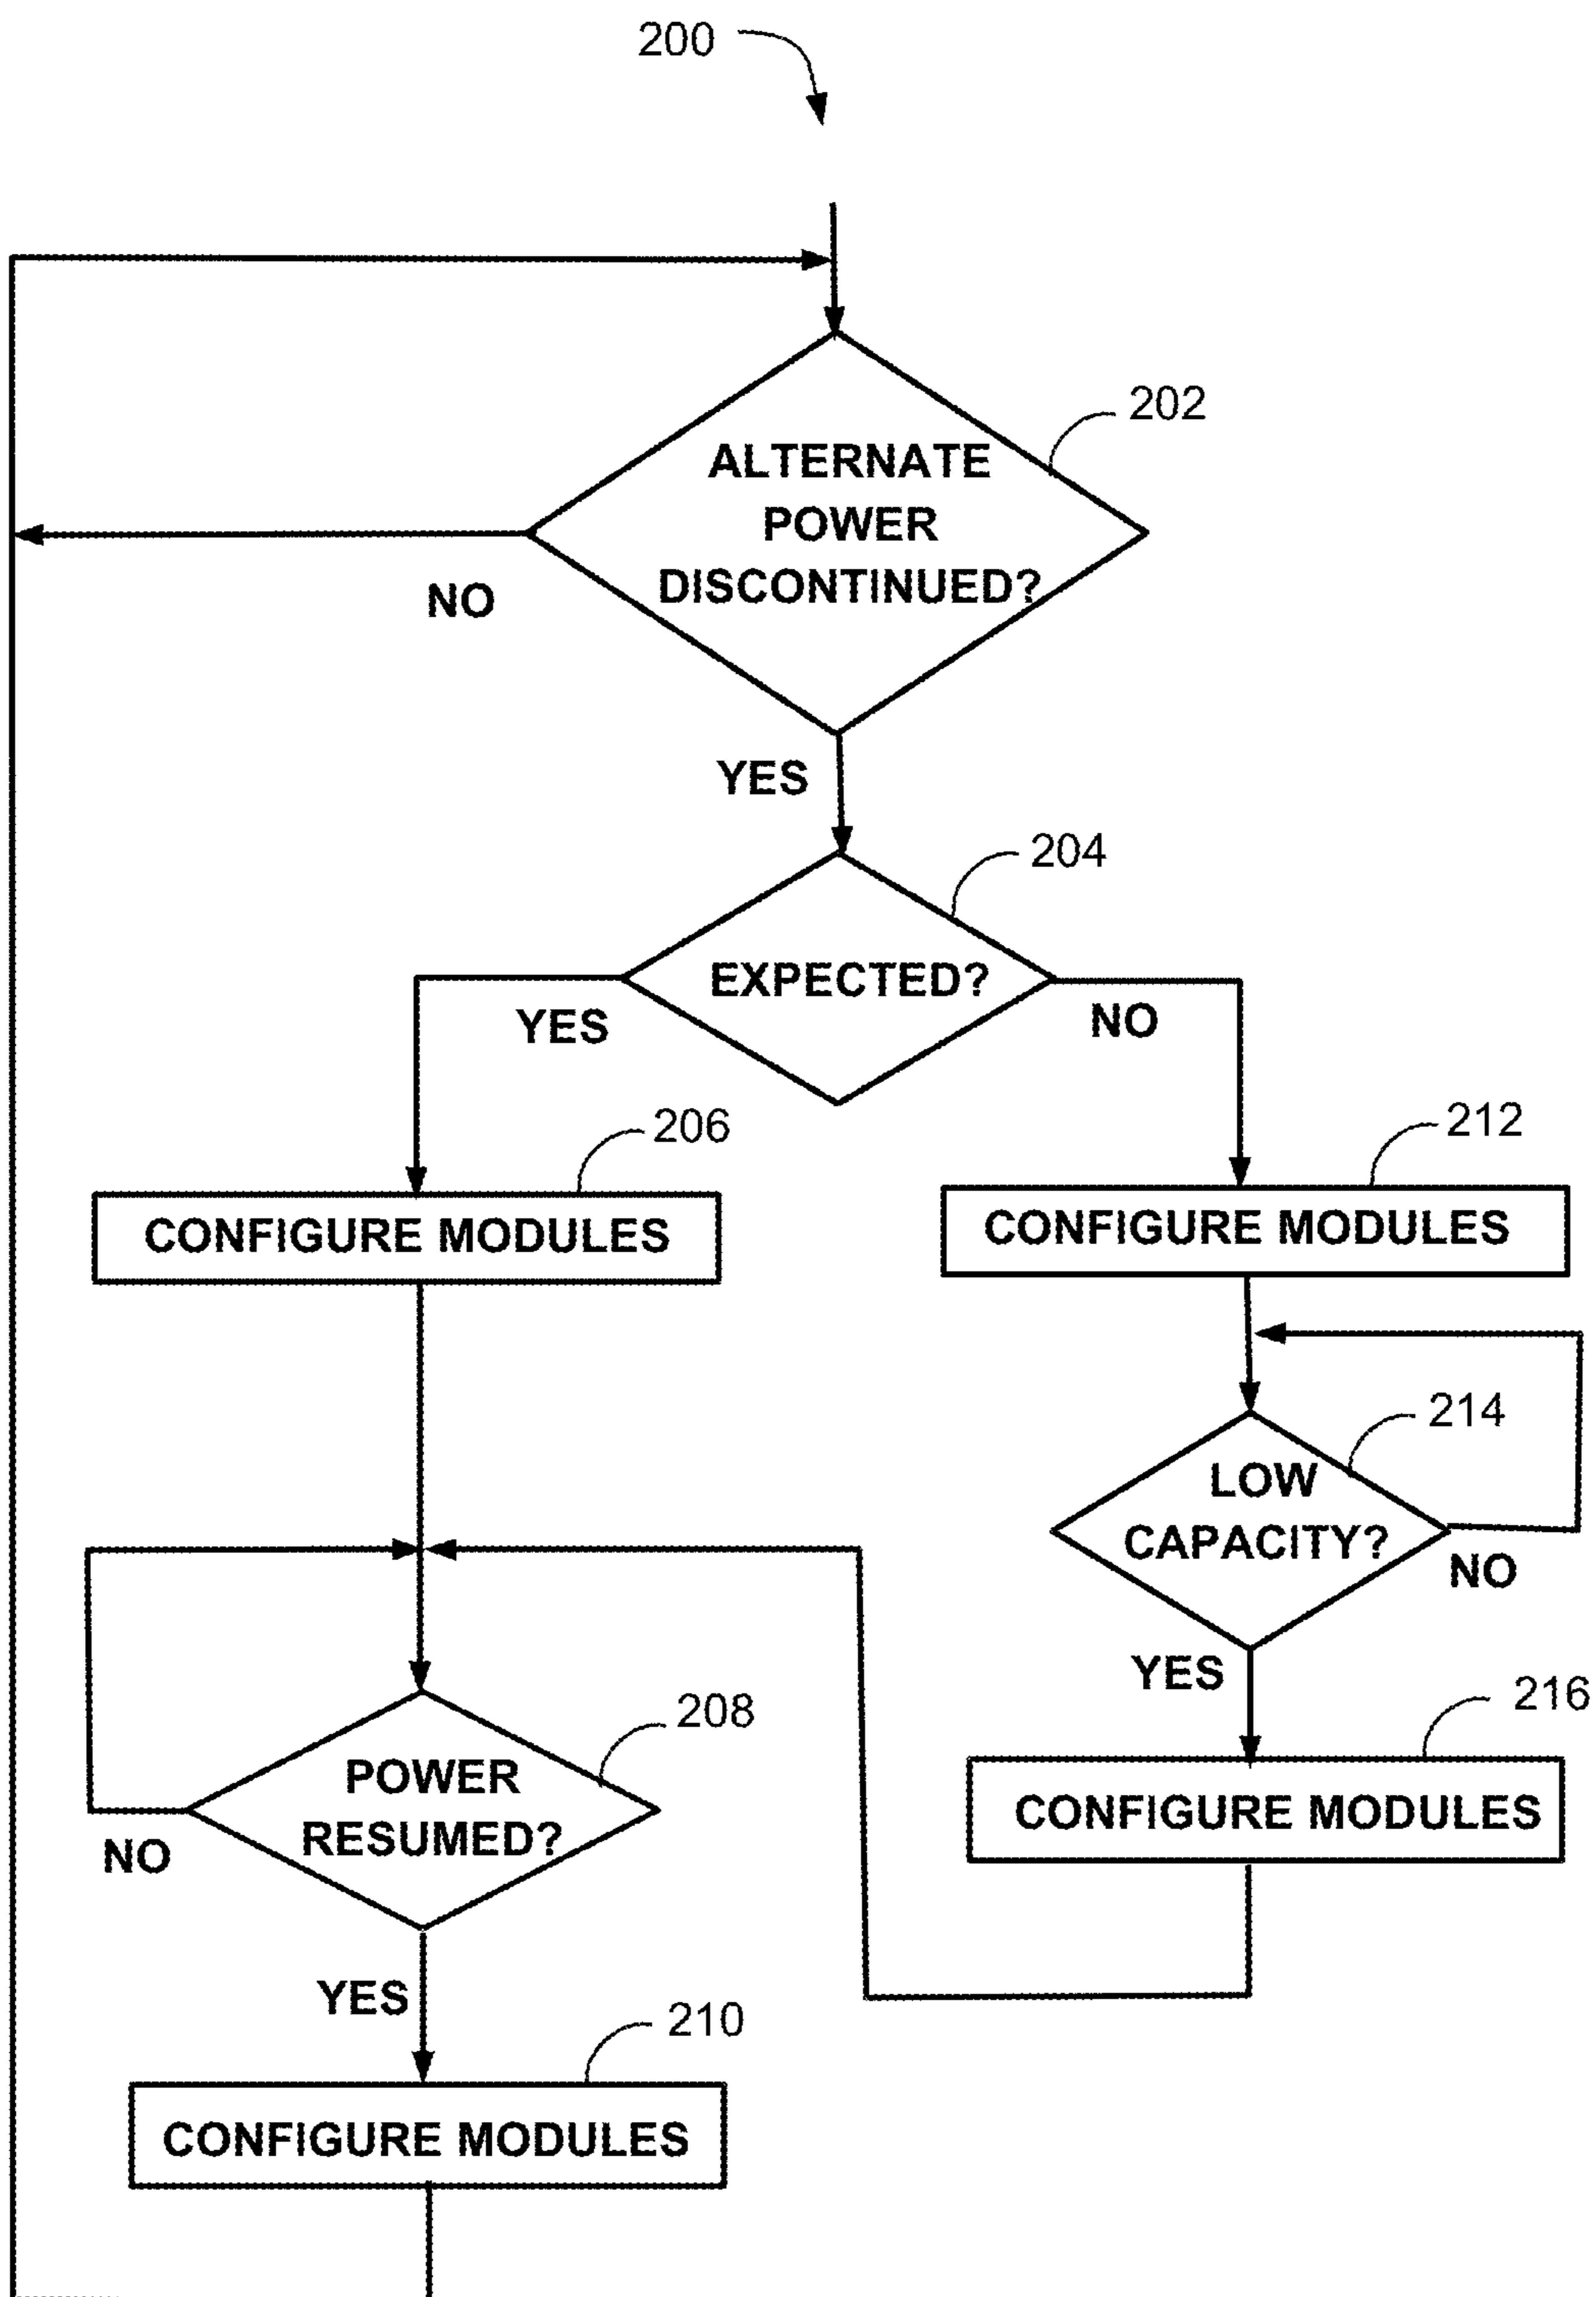 200
202
ALTERNATE
POWER
DISCONTINUED?
NO
YES
204
EXPECTED?
YES
NO
206
212
CONFIGURE MODULES
CONFIGURE MODULES
214
LOW
CAPACITY?
NO
YES
208
216
POWER
RESUMED?
CONFIGURE MODULES
NO
YES
210
CONFIGURE MODULES